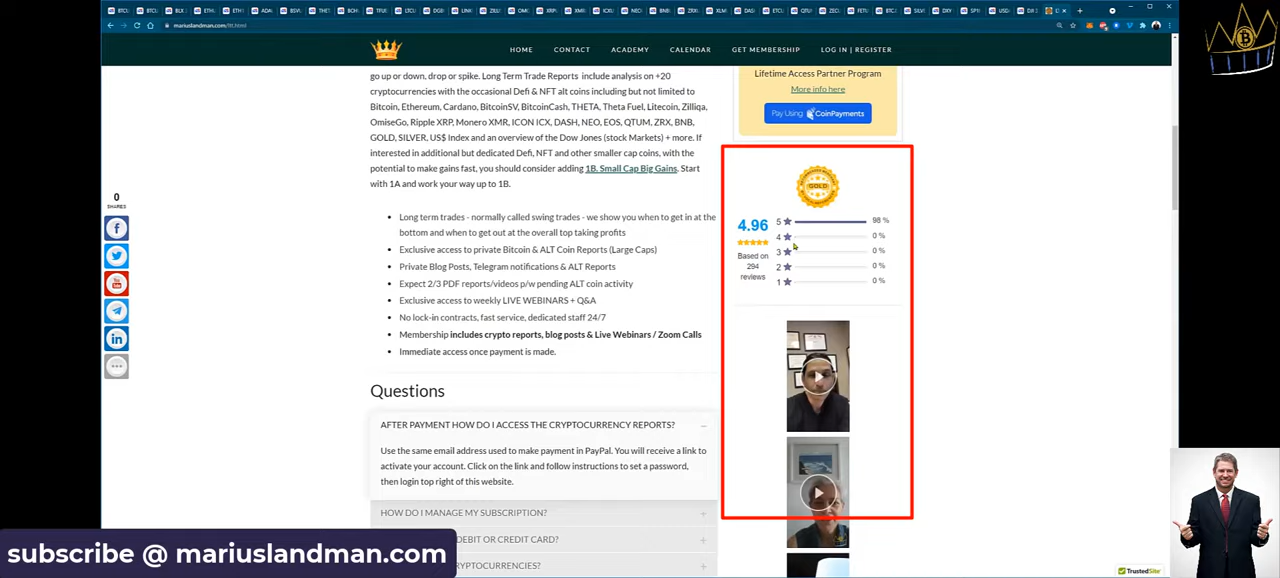 mariuslandman.com/ltt.html
HOME
CONTACT
ACADEMY
CALENDAR
GET MEMBERSHIP
LOG IN | REGISTER
go up or down, drop or spike. Long Term Trade Reports include analysis on +20
cryptocurrencies with the occasional Defi & NFT alt coins including but not limited to
Bitcoin, Ethereum, Cardano, BitcoinSV, BitcoinCash, THETA, Theta Fuel, Litecoin, Zilliqa,
OmiseGo, Ripple XRP, Monero XMR, ICON ICX, DASH, NEO, EOS, QTUM, ZRX, BNB,
GOLD, SILVER, US$ Index and an overview of the Dow Jones (stock Markets) + more. If
interested in additional but dedicated Defi, NFT and other smaller cap coins, with the
potential to make gains fast, you should consider adding 1B. Small Cap Big Gains. Start
with 1A and work your way up to 1B.
Long term trades - normally called swing trades - we show you when to get in at the
bottom and when to get out at the overall top taking profits
Exclusive access to private Bitcoin & ALT Coin Reports (Large Caps)
Private Blog Posts, Telegram notifications & ALT Reports
Expect 2/3 PDF reports/videos p/w pending ALT coin activity
Exclusive access to weekly LIVE WEBINARS + Q&A
No lock-in contracts, fast service, dedicated staff 24/7
Membership includes crypto reports, blog posts & Live Webinars / Zoom Calls
Immediate access once payment is made.
Questions
AFTER PAYMENT HOW DO I ACCESS THE CRYPTOCURRENCY REPORTS?
Use the same email address used to make payment in PayPal. You will receive a link to
activate your account. Click on the link and follow instructions to set a password,
then login top right of this website.
HOW DO I MANAGE MY SUBSCRIPTION?
DEBIT OR CREDIT CARD?
CRYPTOCURRENCIES?
Lifetime Access Partner Program
More info here
Pay Using CoinPayments
GOLD
4.96
Based on
294
reviews
5 98 %
4 0 %
3 0 %
2 0 %
1 0 %
0
SHARES
subscribe @ mariuslandman.com
TrustedSite